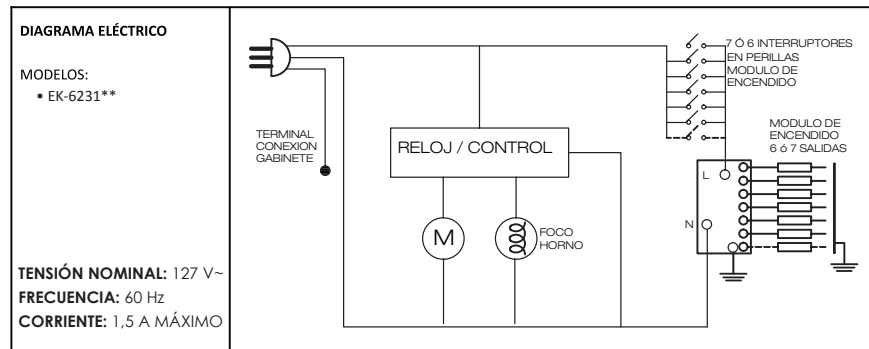 DIAGRAMA ELÉCTRICO
MODELOS:
• EK-6231**
TENSIÓN NOMINAL: 127 V~
FRECUENCIA: 60 Hz
CORRIENTE: 1,5 A MÁXIMO
TERMINAL
CONEXION
GABINETE
RELOJ / CONTROL
M
FOCO
HORNO
7 Ó 6 INTERRUPTORES
EN PERILLAS
MODULO DE
ENCENDIDO
MODULO DE
ENCENDIDO
6 ó 7 SALIDAS
L
N